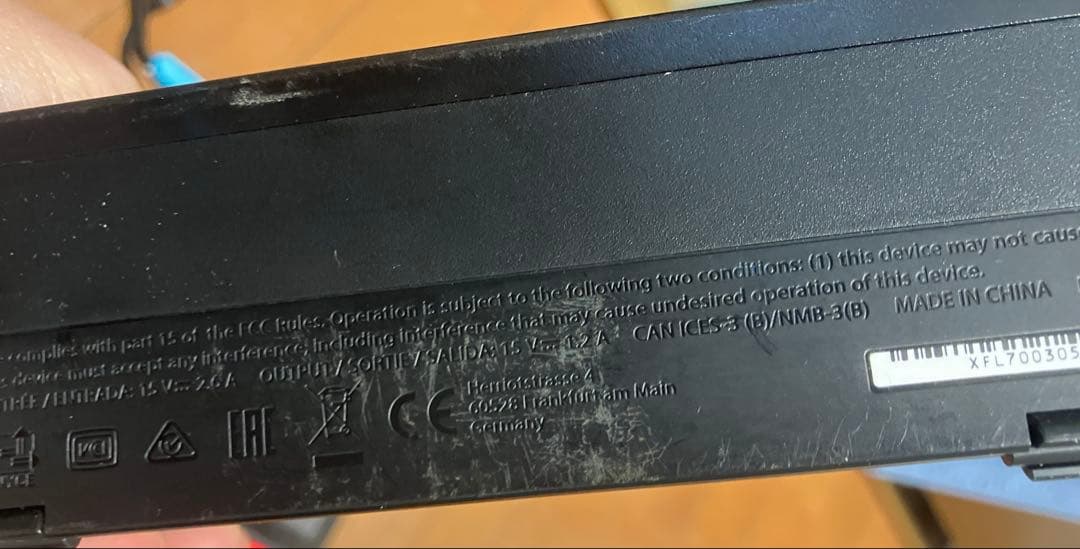 complies with part 15 of the FCC Rules. Operation is subject to the following two conditions: (1) this device may not cause
device must accept any interference, including interference that may cause undesired operation of this device.
/ENTRADA: 15 V⎓ 2.6 A OUTPUT / SORTIE / SALIDA: 15 V⎓ 1.2 A CAN ICES-3 (B)/NMB-3(B) MADE IN CHINA
XFL700305
Herriotstrasse 4
60528 Frankfurt am Main
Germany
CE
EAC